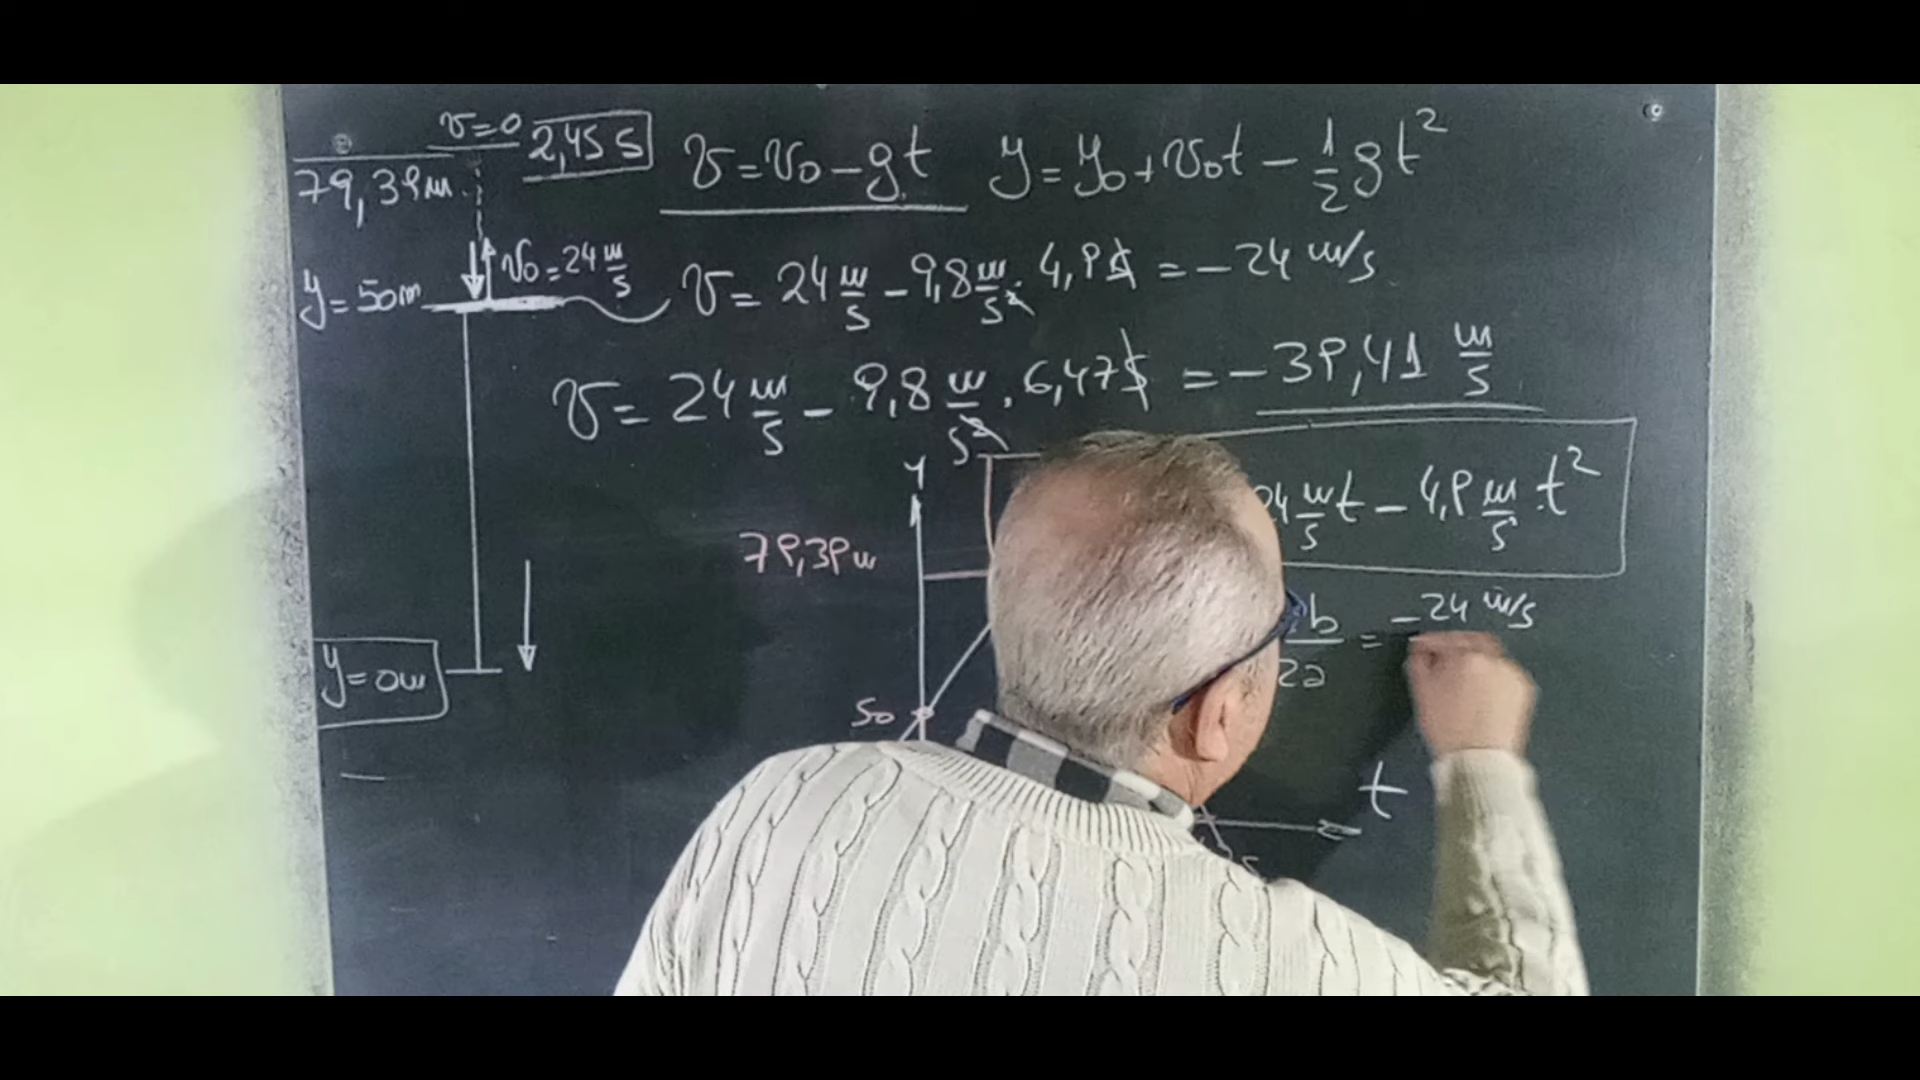 v=0 2,45 s
79,39m
v=v₀-gt y=y₀+v₀t-½gt²
v₀=24 m/s
y=50m
v=24 m/s - 9,8 m/s² · 4,9 s = -24 m/s
v=24 m/s - 9,8 m/s² · 6,47 s = -39,41 m/s
y
24 m/s t - 4,9 m/s² · t²
79,39m
b/2a = -24 m/s
y=0m
50
t